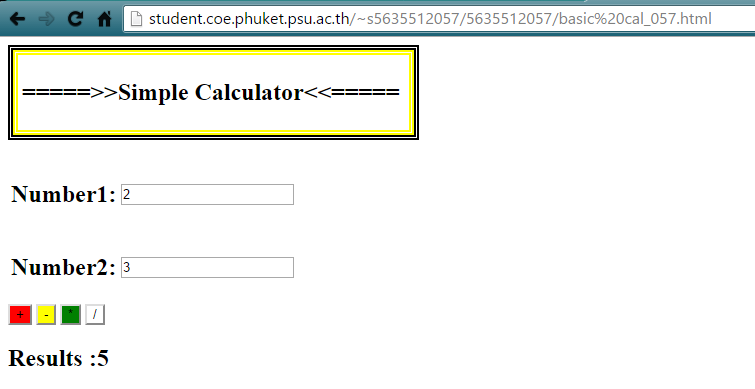 student.coe.phuket.psu.ac.th/~s5635512057/5635512057/basic%20cal_057.html
=====>>Simple Calculator<<=====
Number1: 2
Number2: 3
+ - * /
Results :5